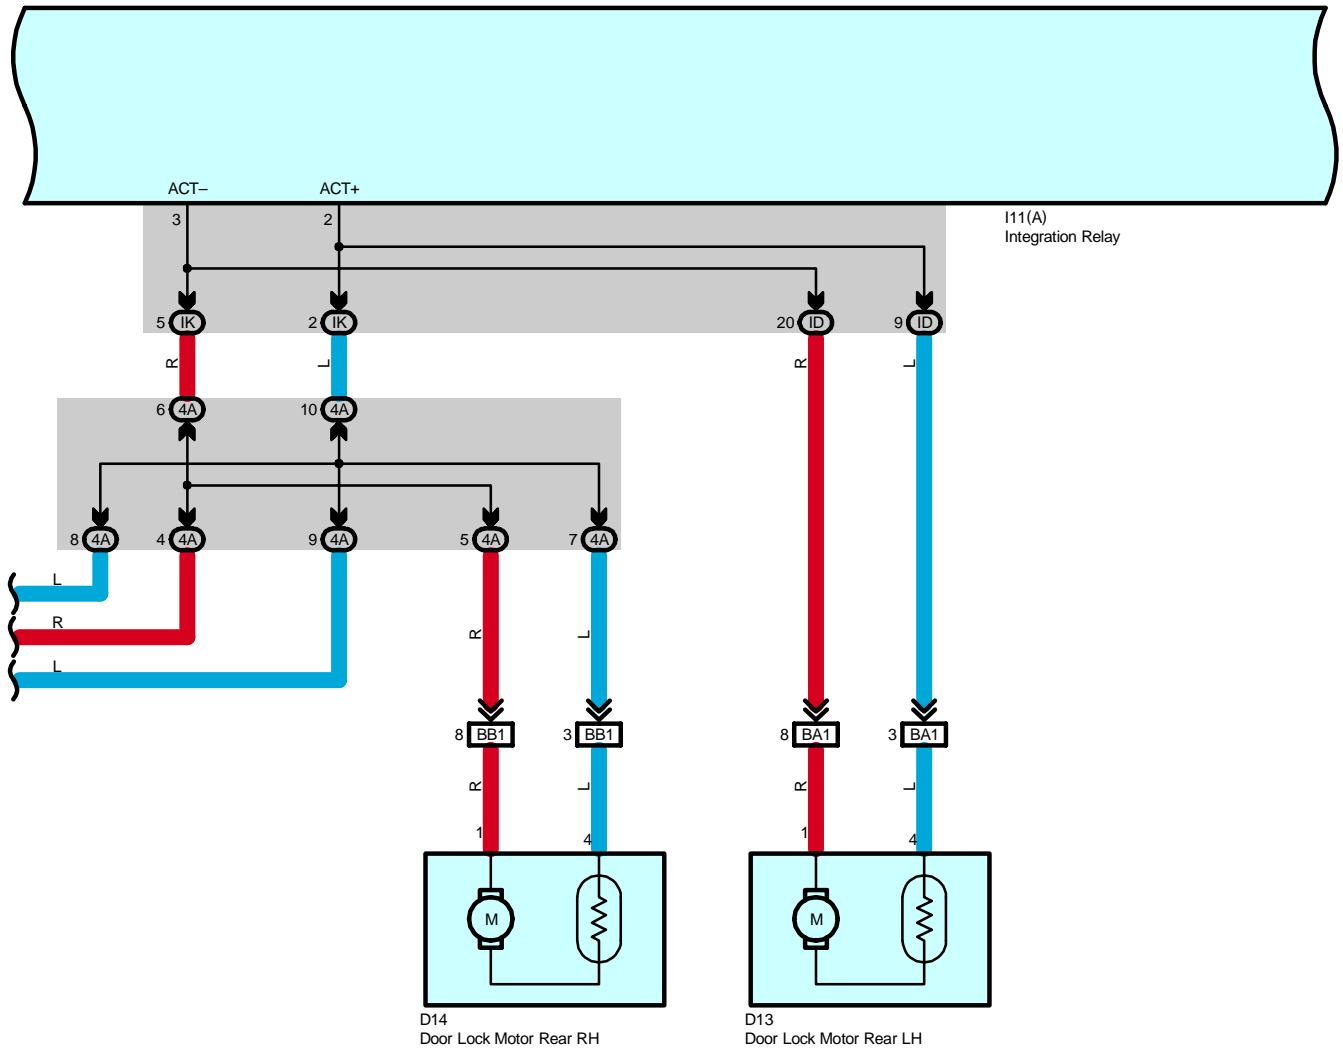 ACT– ACT+
3 2
I11(A)
Integration Relay
5 IK 2 IK 20 ID 9 ID
R L R L
6 4A 10 4A
8 4A 4 4A 9 4A 5 4A 7 4A
L
R
L
R L
8 BB1 3 BB1 8 BA1 3 BA1
R L R L
1 4 1 4
M M
D14 D13
Door Lock Motor Rear RH Door Lock Motor Rear LH